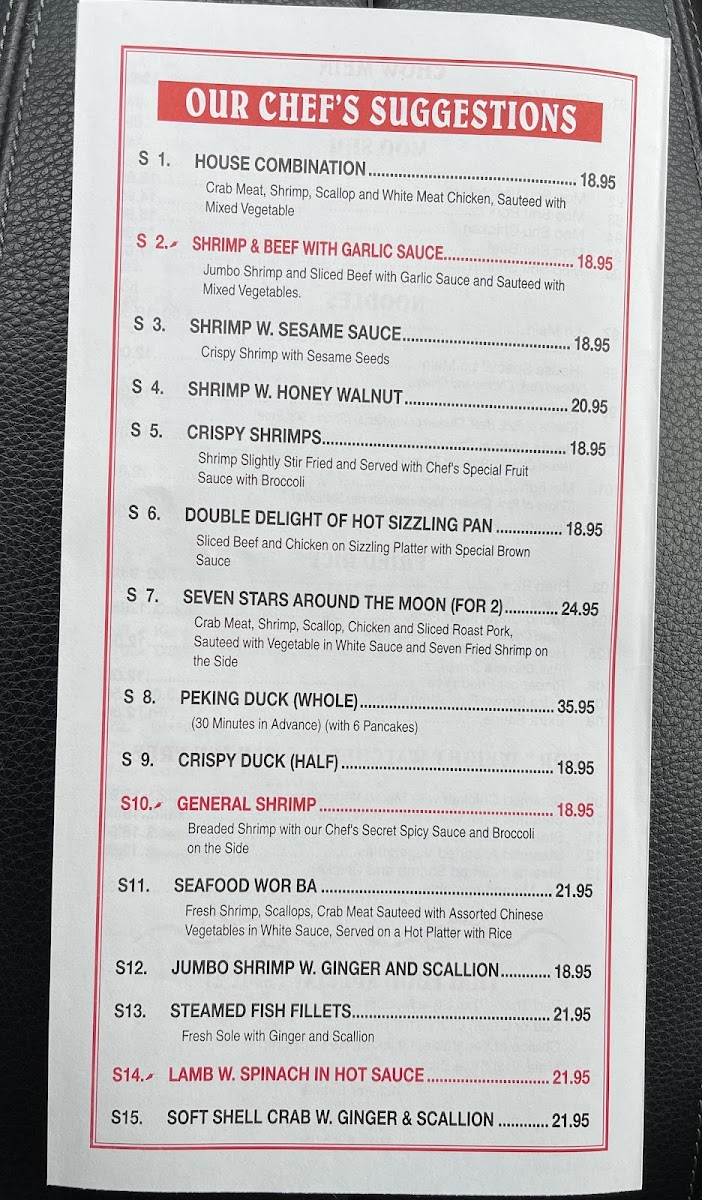 OUR CHEF'S SUGGESTIONS
S 1. HOUSE COMBINATION.......................................... 18.95
Crab Meat, Shrimp, Scallop and White Meat Chicken, Sauteed with
Mixed Vegetable
S 2. SHRIMP & BEEF WITH GARLIC SAUCE.......................... 18.95
Jumbo Shrimp and Sliced Beef with Garlic Sauce and Sauteed with
Mixed Vegetables.
S 3. SHRIMP W. SESAME SAUCE.................................. 18.95
Crispy Shrimp with Sesame Seeds
S 4. SHRIMP W. HONEY WALNUT.................................. 20.95
S 5. CRISPY SHRIMPS.................................................. 18.95
Shrimp Slightly Stir Fried and Served with Chef's Special Fruit
Sauce with Broccoli
S 6. DOUBLE DELIGHT OF HOT SIZZLING PAN .............. 18.95
Sliced Beef and Chicken on Sizzling Platter with Special Brown
Sauce
S 7. SEVEN STARS AROUND THE MOON (FOR 2)........... 24.95
Crab Meat, Shrimp, Scallop, Chicken and Sliced Roast Pork,
Sauteed with Vegetable in White Sauce and Seven Fried Shrimp on
the Side
S 8. PEKING DUCK (WHOLE)........................................ 35.95
(30 Minutes in Advance) (with 6 Pancakes)
S 9. CRISPY DUCK (HALF)........................................... 18.95
S10. GENERAL SHRIMP ................................................ 18.95
Breaded Shrimp with our Chef's Secret Spicy Sauce and Broccoli
on the Side
S11. SEAFOOD WOR BA ................................................ 21.95
Fresh Shrimp, Scallops, Crab Meat Sauteed with Assorted Chinese
Vegetables in White Sauce, Served on a Hot Platter with Rice
S12. JUMBO SHRIMP W. GINGER AND SCALLION........... 18.95
S13. STEAMED FISH FILLETS.......................................... 21.95
Fresh Sole with Ginger and Scallion
S14. LAMB W. SPINACH IN HOT SAUCE .......................... 21.95
S15. SOFT SHELL CRAB W. GINGER & SCALLION ............ 21.95